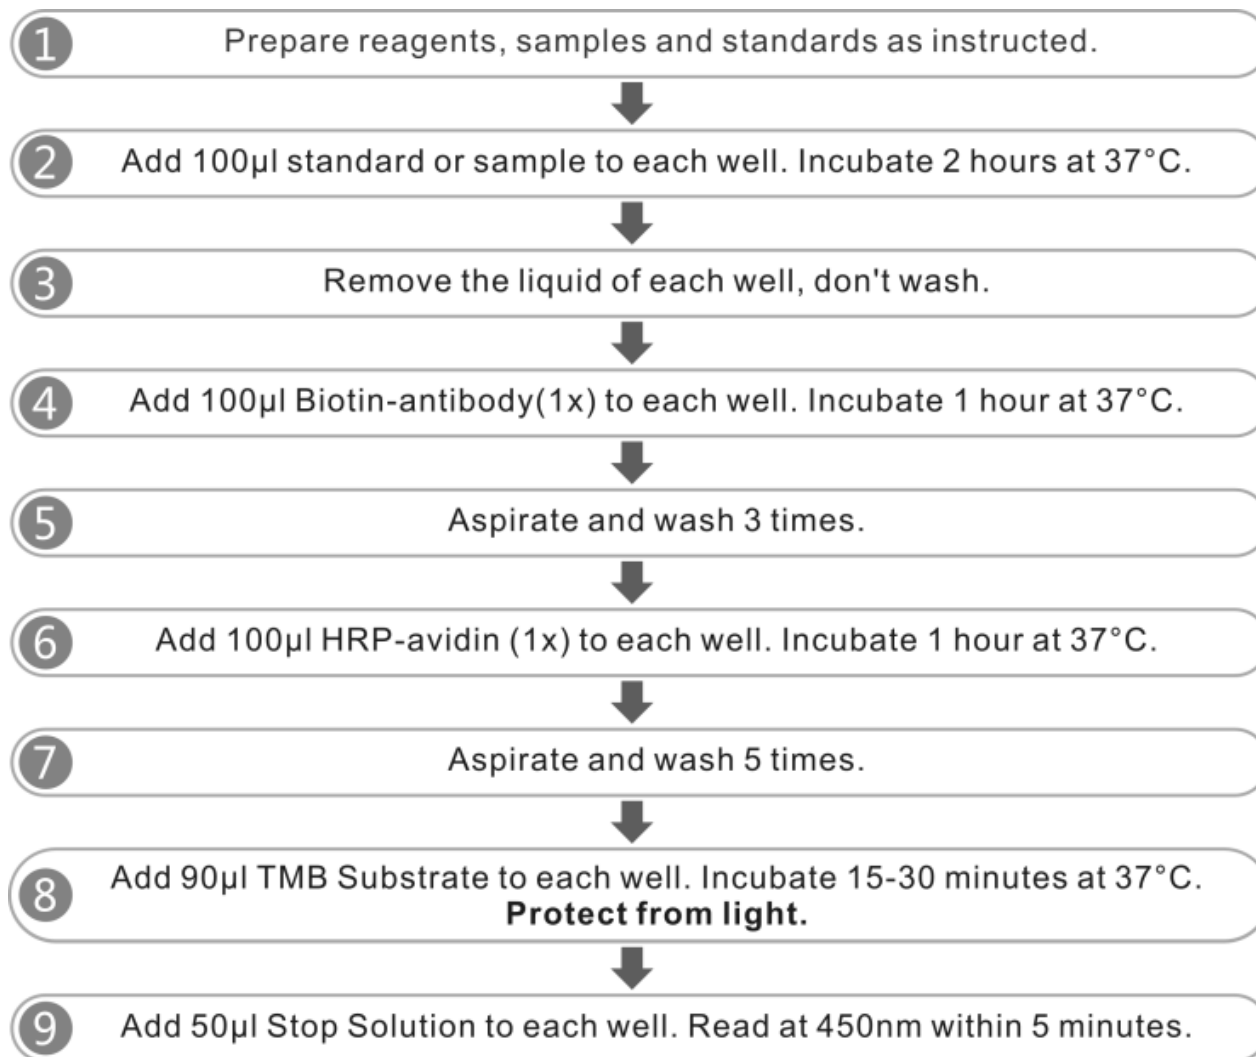 1 Prepare reagents, samples and standards as instructed.
2 Add 100µl standard or sample to each well. Incubate 2 hours at 37°C.
3 Remove the liquid of each well, don't wash.
4 Add 100µl Biotin-antibody(1x) to each well. Incubate 1 hour at 37°C.
5 Aspirate and wash 3 times.
6 Add 100µl HRP-avidin (1x) to each well. Incubate 1 hour at 37°C.
7 Aspirate and wash 5 times.
8 Add 90µl TMB Substrate to each well. Incubate 15-30 minutes at 37°C.
Protect from light.
9 Add 50µl Stop Solution to each well. Read at 450nm within 5 minutes.